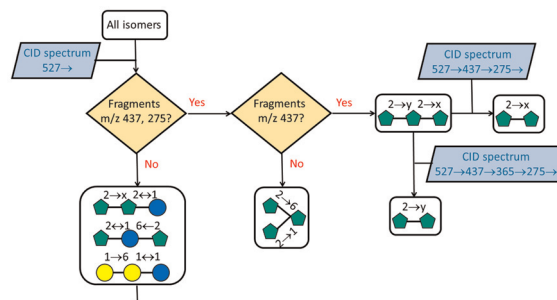 All isomers
CID spectrum
527→
Fragments
m/z 437, 275?
Yes
Fragments
m/z 437?
Yes
2→y 2→x
CID spectrum
527→437→275→
2→x
No
No
2→x 2↔1
2↔1 6←2
1→6 1↔1
2→6
2→1
CID spectrum
527→437→365→275→
2→y